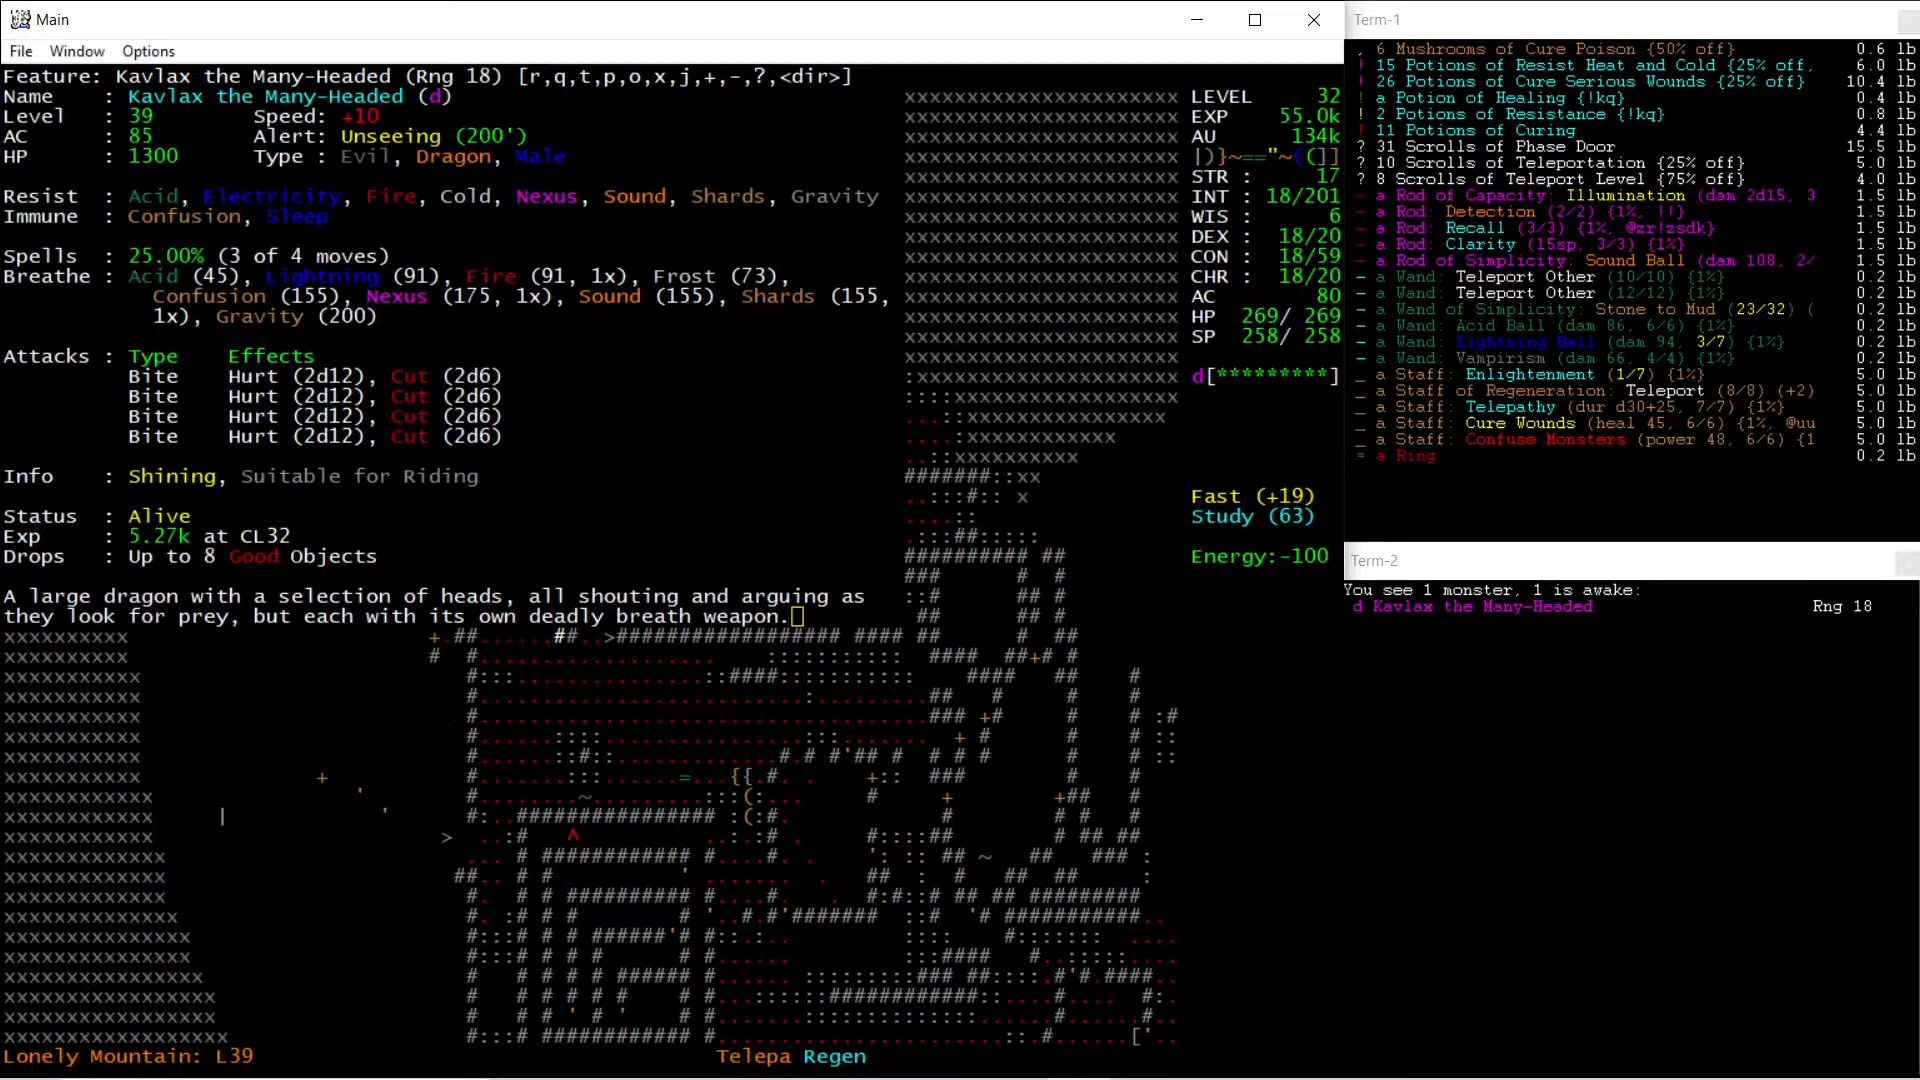 Main
File Window Options
Feature: Kavlax the Many-Headed (Rng 18) [r,q,t,p,o,x,j,+,-,?,<dir>]
Name : Kavlax the Many-Headed (d)
Level : 39 Speed: +10
AC : 85 Alert: Unseeing (200')
HP : 1300 Type : Evil, Dragon, Male
Resist : Acid, Electricity, Fire, Cold, Nexus, Sound, Shards, Gravity
Immune : Confusion, Sleep
Spells : 25.00% (3 of 4 moves)
Breathe : Acid (45), Lightning (91), Fire (91, 1x), Frost (73),
Confusion (155), Nexus (175, 1x), Sound (155), Shards (155,
1x), Gravity (200)
Attacks : Type Effects
Bite Hurt (2d12), Cut (2d6)
Bite Hurt (2d12), Cut (2d6)
Bite Hurt (2d12), Cut (2d6)
Bite Hurt (2d12), Cut (2d6)
Info : Shining, Suitable for Riding
Status : Alive
Exp : 5.27k at CL32
Drops : Up to 8 Good Objects
A large dragon with a selection of heads, all shouting and arguing as
they look for prey, but each with its own deadly breath weapon.
LEVEL 32
EXP 55.0k
AU 134k
|)}~=="~((]]
STR : 17
INT : 18/201
WIS : 6
DEX : 18/20
CON : 18/59
CHR : 18/20
AC 80
HP 269/ 269
SP 258/ 258
d[*********]
Fast (+19)
Study (63)
Energy:-100
Lonely Mountain: L39
Telepa Regen
Term-1
, 6 Mushrooms of Cure Poison {50% off} 0.6 lb
! 15 Potions of Resist Heat and Cold {25% off, 6.0 lb
! 26 Potions of Cure Serious Wounds {25% off} 10.4 lb
! a Potion of Healing {!kq} 0.4 lb
! 2 Potions of Resistance {!kq} 0.8 lb
! 11 Potions of Curing 4.4 lb
? 31 Scrolls of Phase Door 15.5 lb
? 10 Scrolls of Teleportation {25% off} 5.0 lb
? 8 Scrolls of Teleport Level {75% off} 4.0 lb
- a Rod of Capacity: Illumination (dam 2d15, 3 1.5 lb
- a Rod: Detection (2/2) {1%, !!} 1.5 lb
- a Rod: Recall (3/3) {1%, @zr!zsdk} 1.5 lb
- a Rod: Clarity (15sp, 3/3) {1%} 1.5 lb
- a Rod of Simplicity: Sound Ball (dam 108, 2/ 1.5 lb
- a Wand: Teleport Other (10/10) {1%} 0.2 lb
- a Wand: Teleport Other (12/12) {1%} 0.2 lb
- a Wand of Simplicity: Stone to Mud (23/32) ( 0.2 lb
- a Wand: Acid Ball (dam 86, 6/6) {1%} 0.2 lb
- a Wand: Lightning Ball (dam 94, 3/7) {1%} 0.2 lb
- a Wand: Vampirism (dam 66, 4/4) {1%} 0.2 lb
_ a Staff: Enlightenment (1/7) {1%} 5.0 lb
_ a Staff of Regeneration: Teleport (8/8) (+2) 5.0 lb
_ a Staff: Telepathy (dur d30+25, 7/7) {1%} 5.0 lb
_ a Staff: Cure Wounds (heal 45, 6/6) {1%, @uu 5.0 lb
_ a Staff: Confuse Monsters (power 48, 6/6) {1 5.0 lb
= a Ring 0.2 lb
Term-2
You see 1 monster, 1 is awake:
d Kavlax the Many-Headed Rng 18